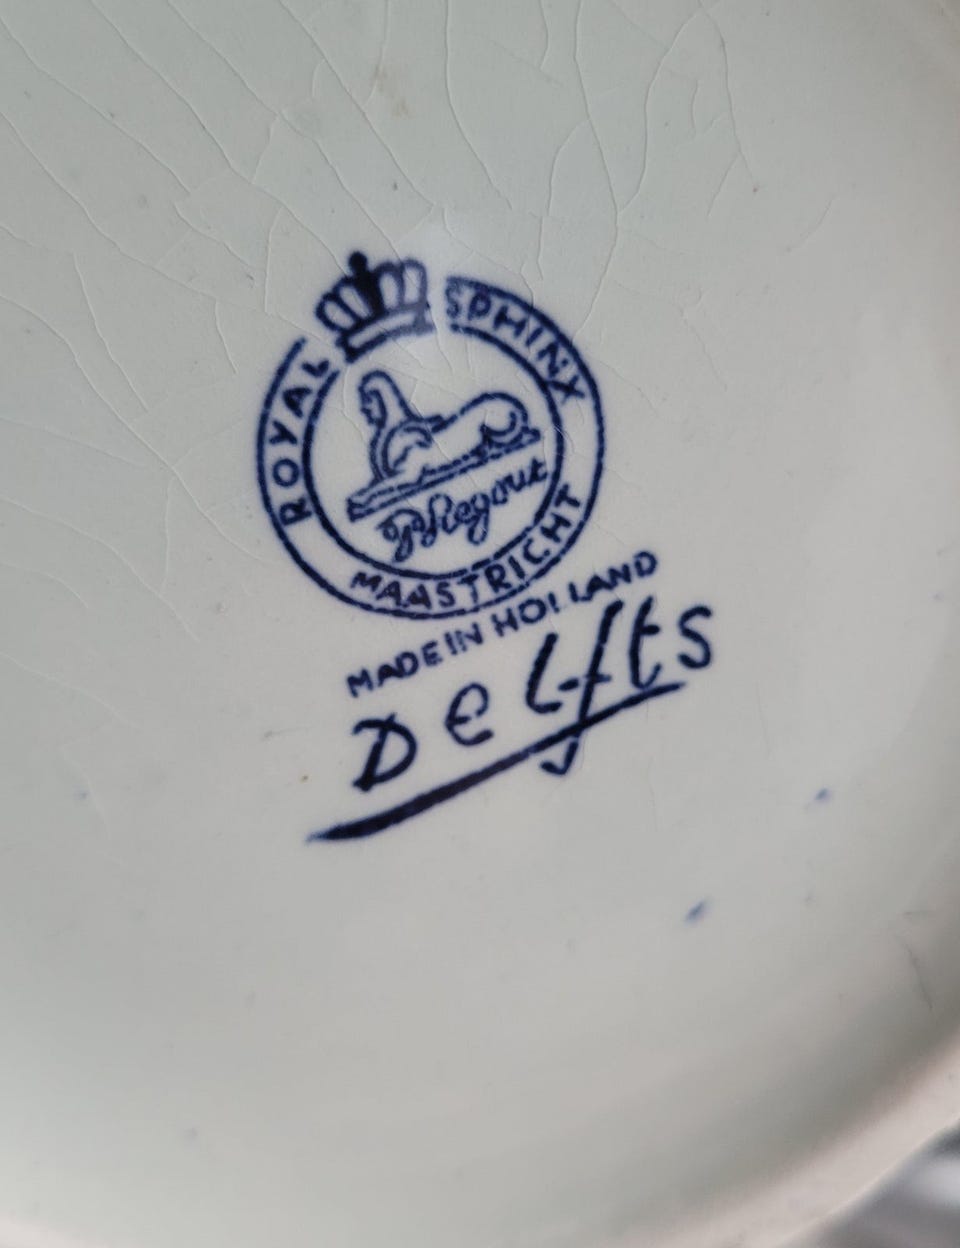 ROYAL SPHINX
P. Regout
MAASTRICHT
MADE IN HOLLAND
Delfts